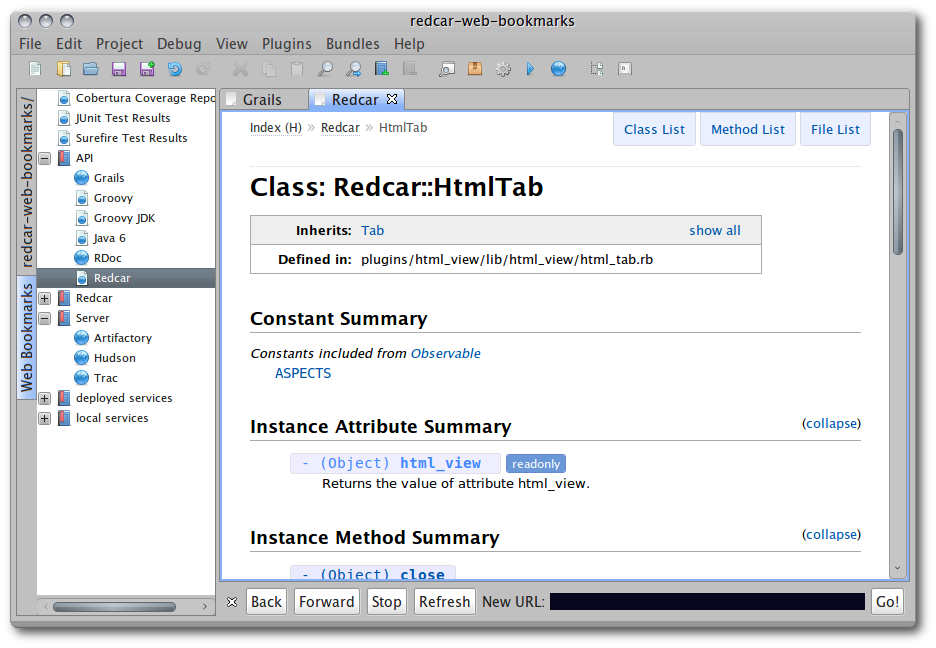 redcar-web-bookmarks
File Edit Project Debug View Plugins Bundles Help
redcar-web-bookmarks/
Web Bookmarks
Cobertura Coverage Repo
JUnit Test Results
Surefire Test Results
API
Grails
Groovy
Groovy JDK
Java 6
RDoc
Redcar
Redcar
Server
Artifactory
Hudson
Trac
deployed services
local services
Grails Redcar
Index (H) » Redcar » HtmlTab
Class List Method List File List
Class: Redcar::HtmlTab
Inherits: Tab show all
Defined in: plugins/html_view/lib/html_view/html_tab.rb
Constant Summary
Constants included from Observable
ASPECTS
Instance Attribute Summary (collapse)
- (Object) html_view readonly
Returns the value of attribute html_view.
Instance Method Summary (collapse)
- (Object) close
Back Forward Stop Refresh New URL: Go!